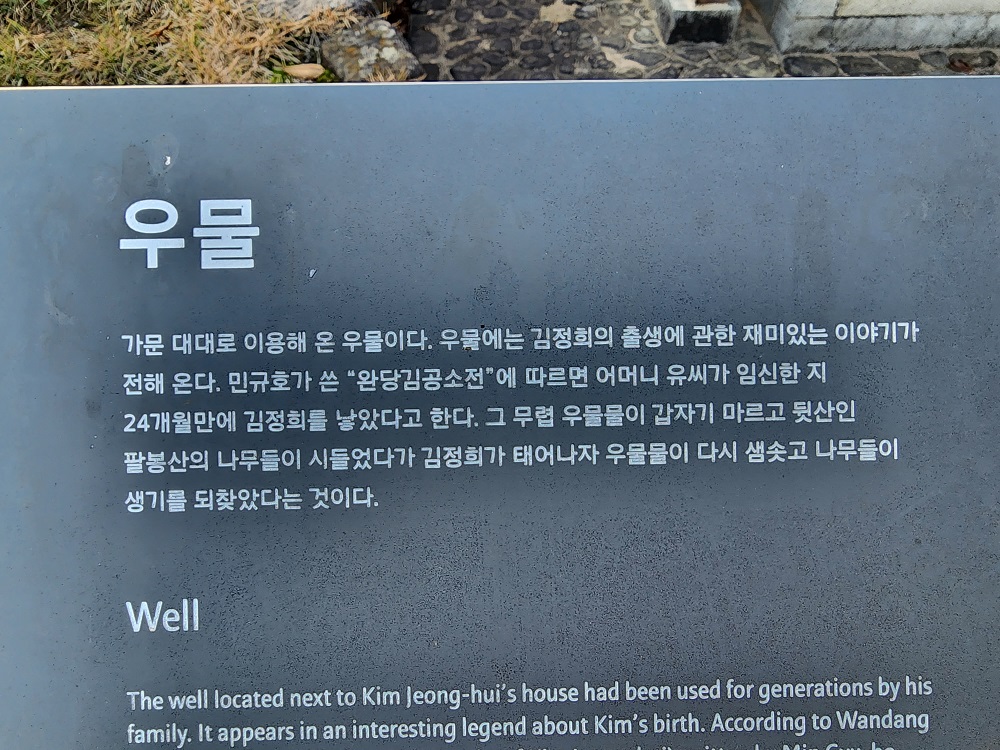 우물
가문 대대로 이용해 온 우물이다. 우물에는 김정희의 출생에 관한 재미있는 이야기가
전해 온다. 민규호가 쓴 “완당김공소전”에 따르면 어머니 유씨가 임신한 지
24개월만에 김정희를 낳았다고 한다. 그 무렵 우물물이 갑자기 마르고 뒷산인
팔봉산의 나무들이 시들었다가 김정희가 태어나자 우물물이 다시 샘솟고 나무들이
생기를 되찾았다는 것이다.
Well
The well located next to Kim Jeong-hui’s house had been used for generations by his
family. It appears in an interesting legend about Kim’s birth. According to Wandang